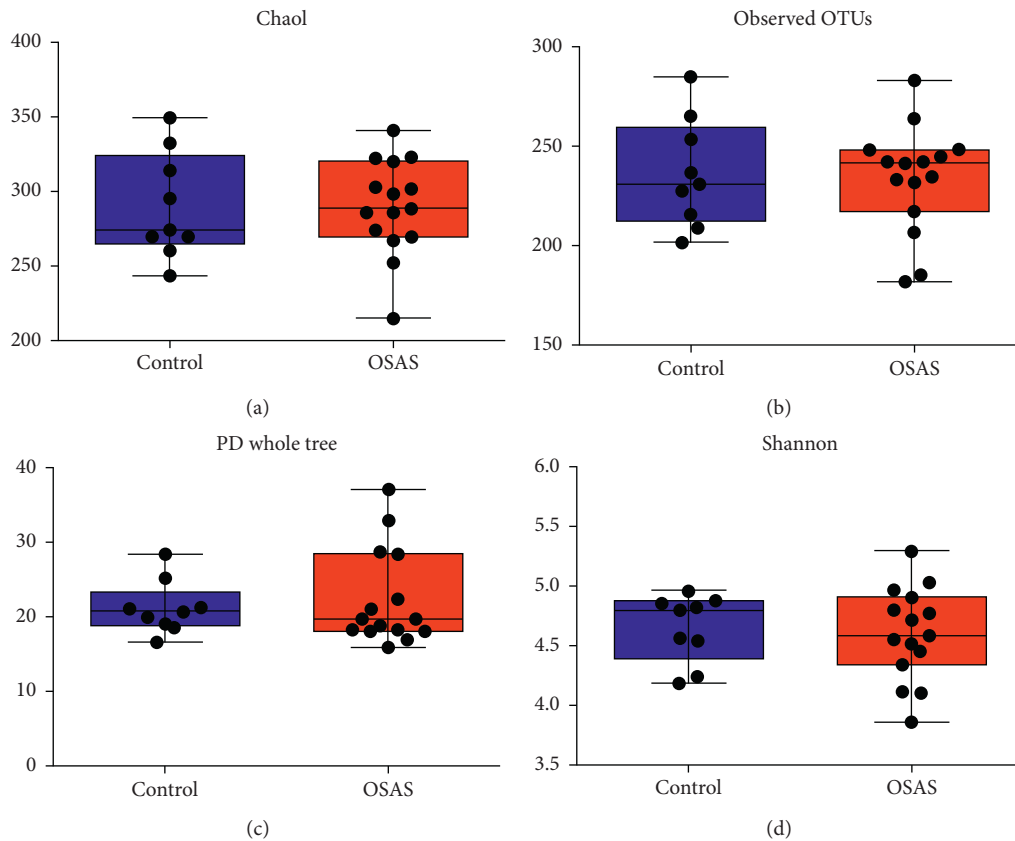 Chaol
400
350
300
250
200
Control
OSAS
(a)
Observed OTUs
300
250
200
150
Control
OSAS
(b)
PD whole tree
40
30
20
10
0
Control
OSAS
(c)
Shannon
6.0
5.5
5.0
4.5
4.0
3.5
Control
OSAS
(d)